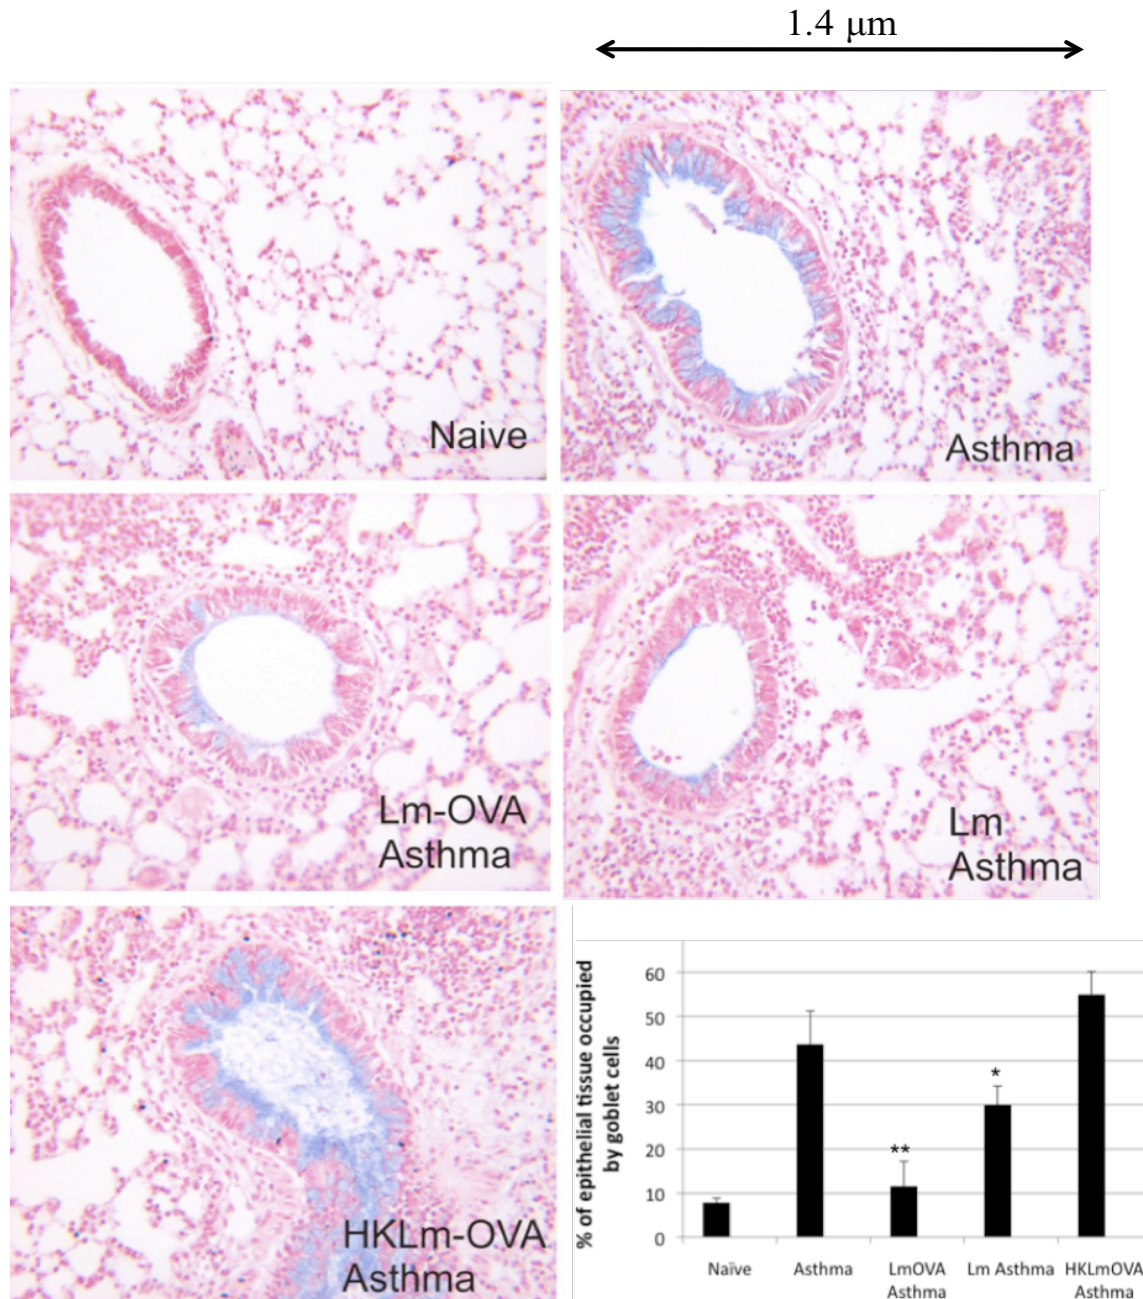 1.4 μm
Naive
Asthma
Lm-OVA
Asthma
Lm
Asthma
HKLm-OVA
Asthma
% of epithelial tissue occupied
by goblet cells
60
50
40
30
20
10
0
**
*
Naïve
Asthma
LmOVA
Asthma
Lm Asthma
HKLmOVA
Asthma